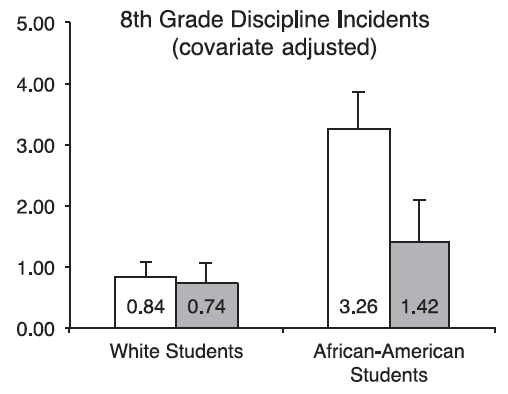 8th Grade Discipline Incidents
(covariate adjusted)
5.00
4.00
3.00
2.00
1.00
0.00
0.84
0.74
3.26
1.42
White Students
African-American
Students